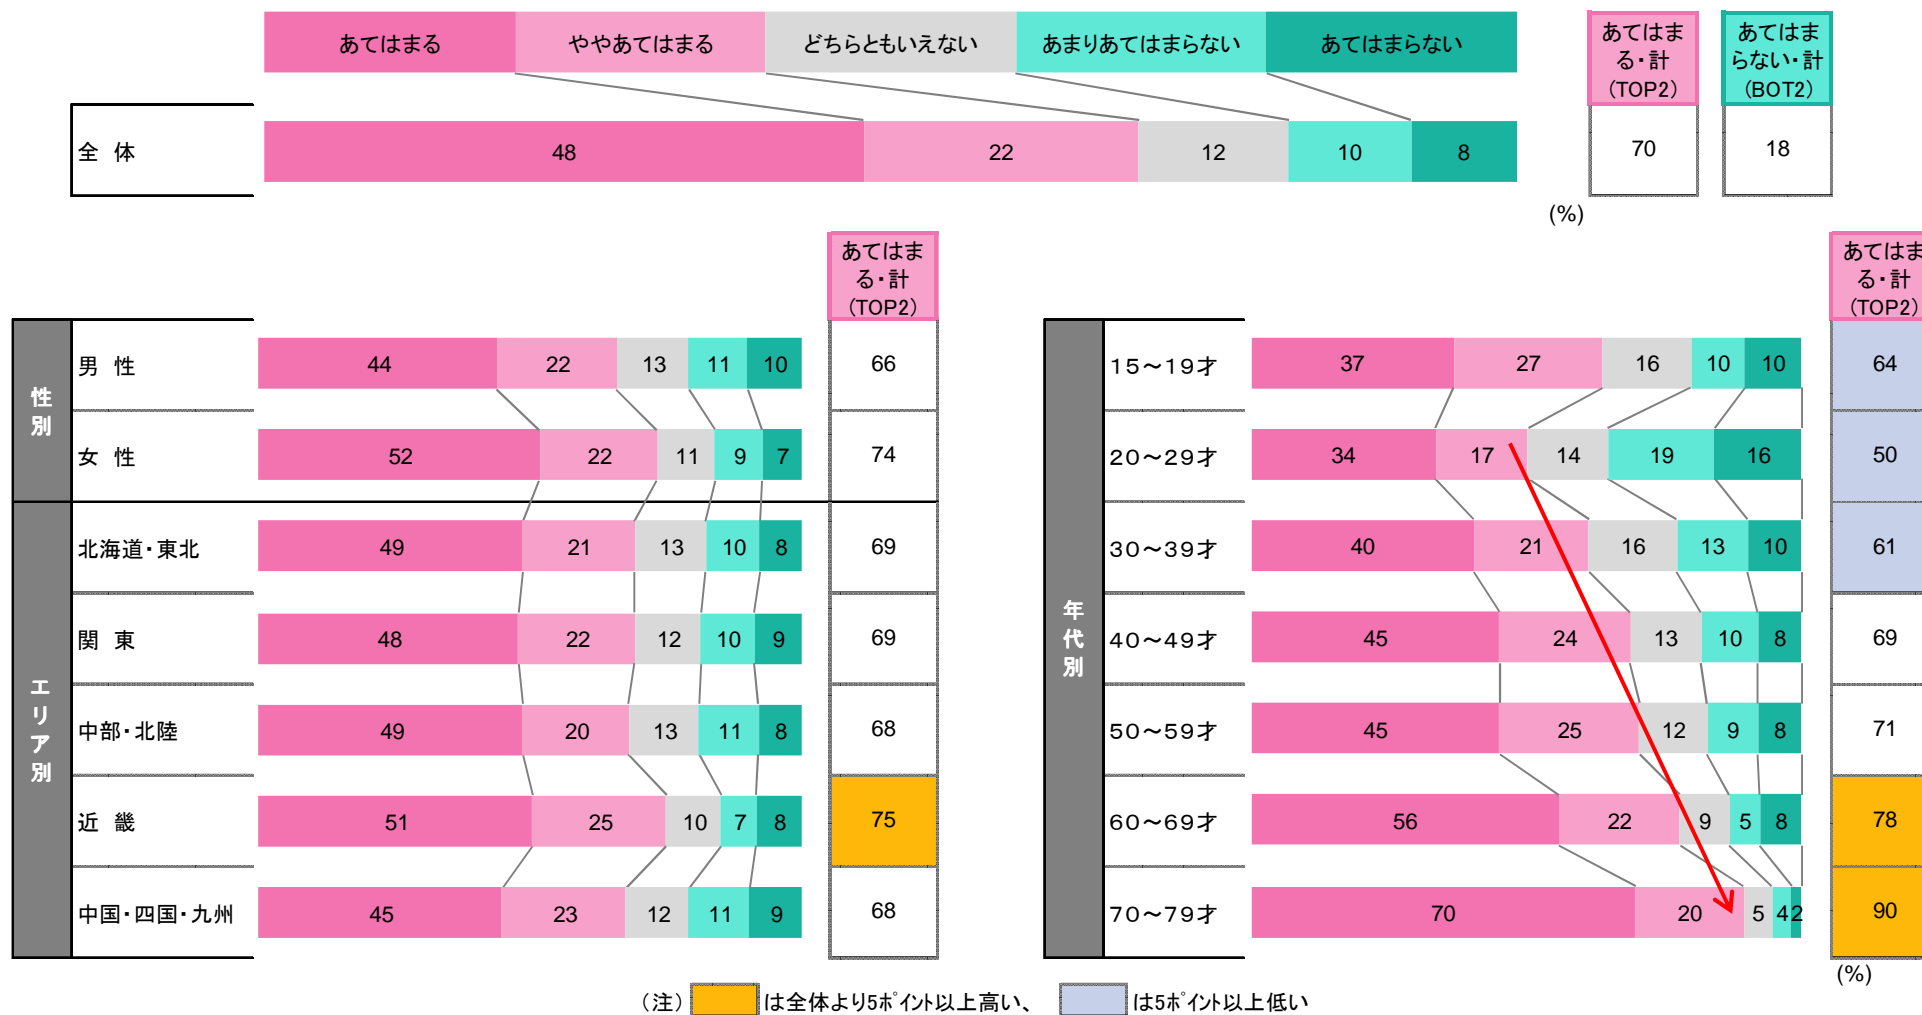 あてはまる ややあてはまる どちらともいえない あまりあてはまらない あてはまらない
あてはま
る・計
(TOP2)
あてはま
らない・計
(BOT2)
全 体 48 22 12 10 8 70 18
(%)
あてはま
る・計
(TOP2)
性別
男 性 44 22 13 11 10 66
女 性 52 22 11 9 7 74
エリア別
北海道・東北 49 21 13 10 8 69
関 東 48 22 12 10 9 69
中部・北陸 49 20 13 11 8 68
近 畿 51 25 10 7 8 75
中国・四国・九州 45 23 12 11 9 68
あてはま
る・計
(TOP2)
年代別
15～19才 37 27 16 10 10 64
20～29才 34 17 14 19 16 50
30～39才 40 21 16 13 10 61
40～49才 45 24 13 10 8 69
50～59才 45 25 12 9 8 71
60～69才 56 22 9 5 8 78
70～79才 70 20 5 4 2 90
(%)
(注) は全体より5ﾎﾟｲﾝﾄ以上高い、 は5ﾎﾟｲﾝﾄ以上低い